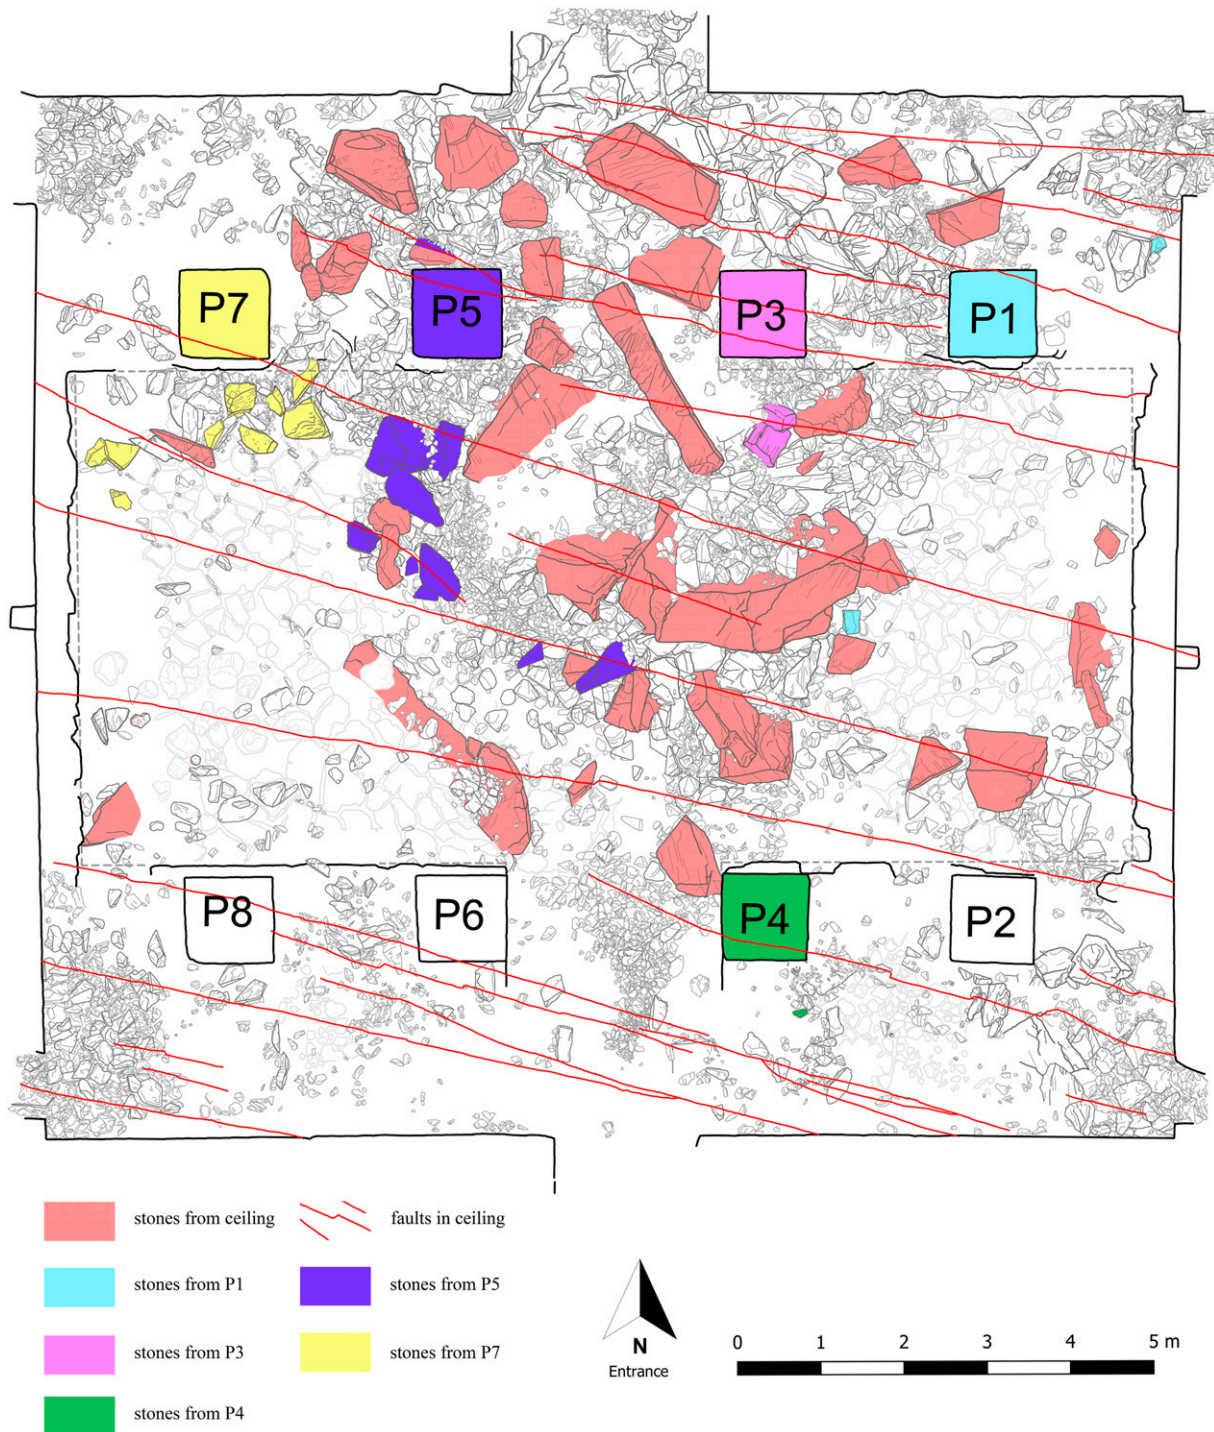 P7
P5
P3
P1
P8
P6
P4
P2
stones from ceiling
faults in ceiling
stones from P1
stones from P5
stones from P3
stones from P7
stones from P4
N
Entrance
0 1 2 3 4 5 m